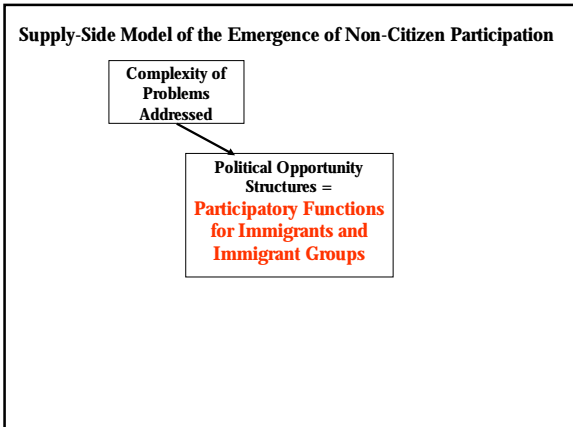 Supply-Side Model of the Emergence of Non-Citizen Participation
Complexity of
Problems
Addressed
Political Opportunity
Structures =
Participatory Functions
for Immigrants and
Immigrant Groups